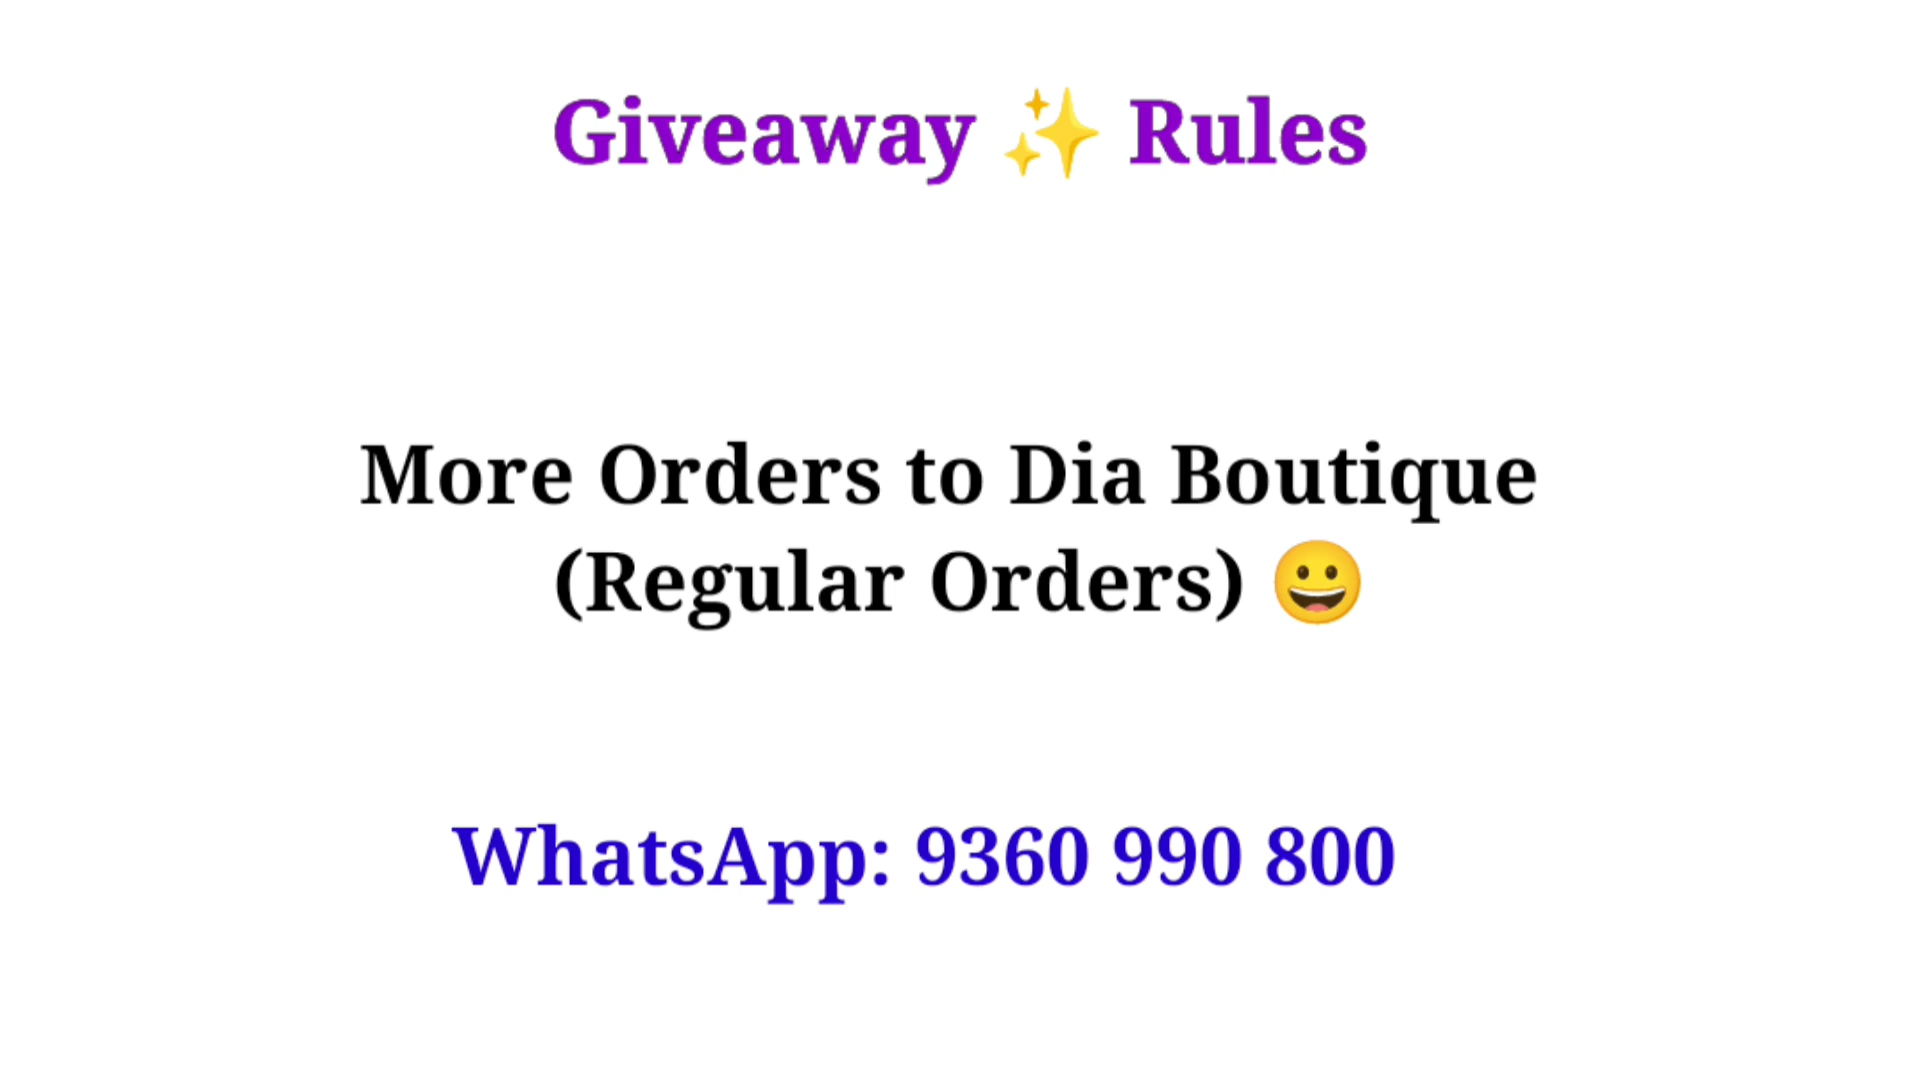 Giveaway ✨ Rules
More Orders to Dia Boutique
(Regular Orders) 😀
WhatsApp: 9360 990 800